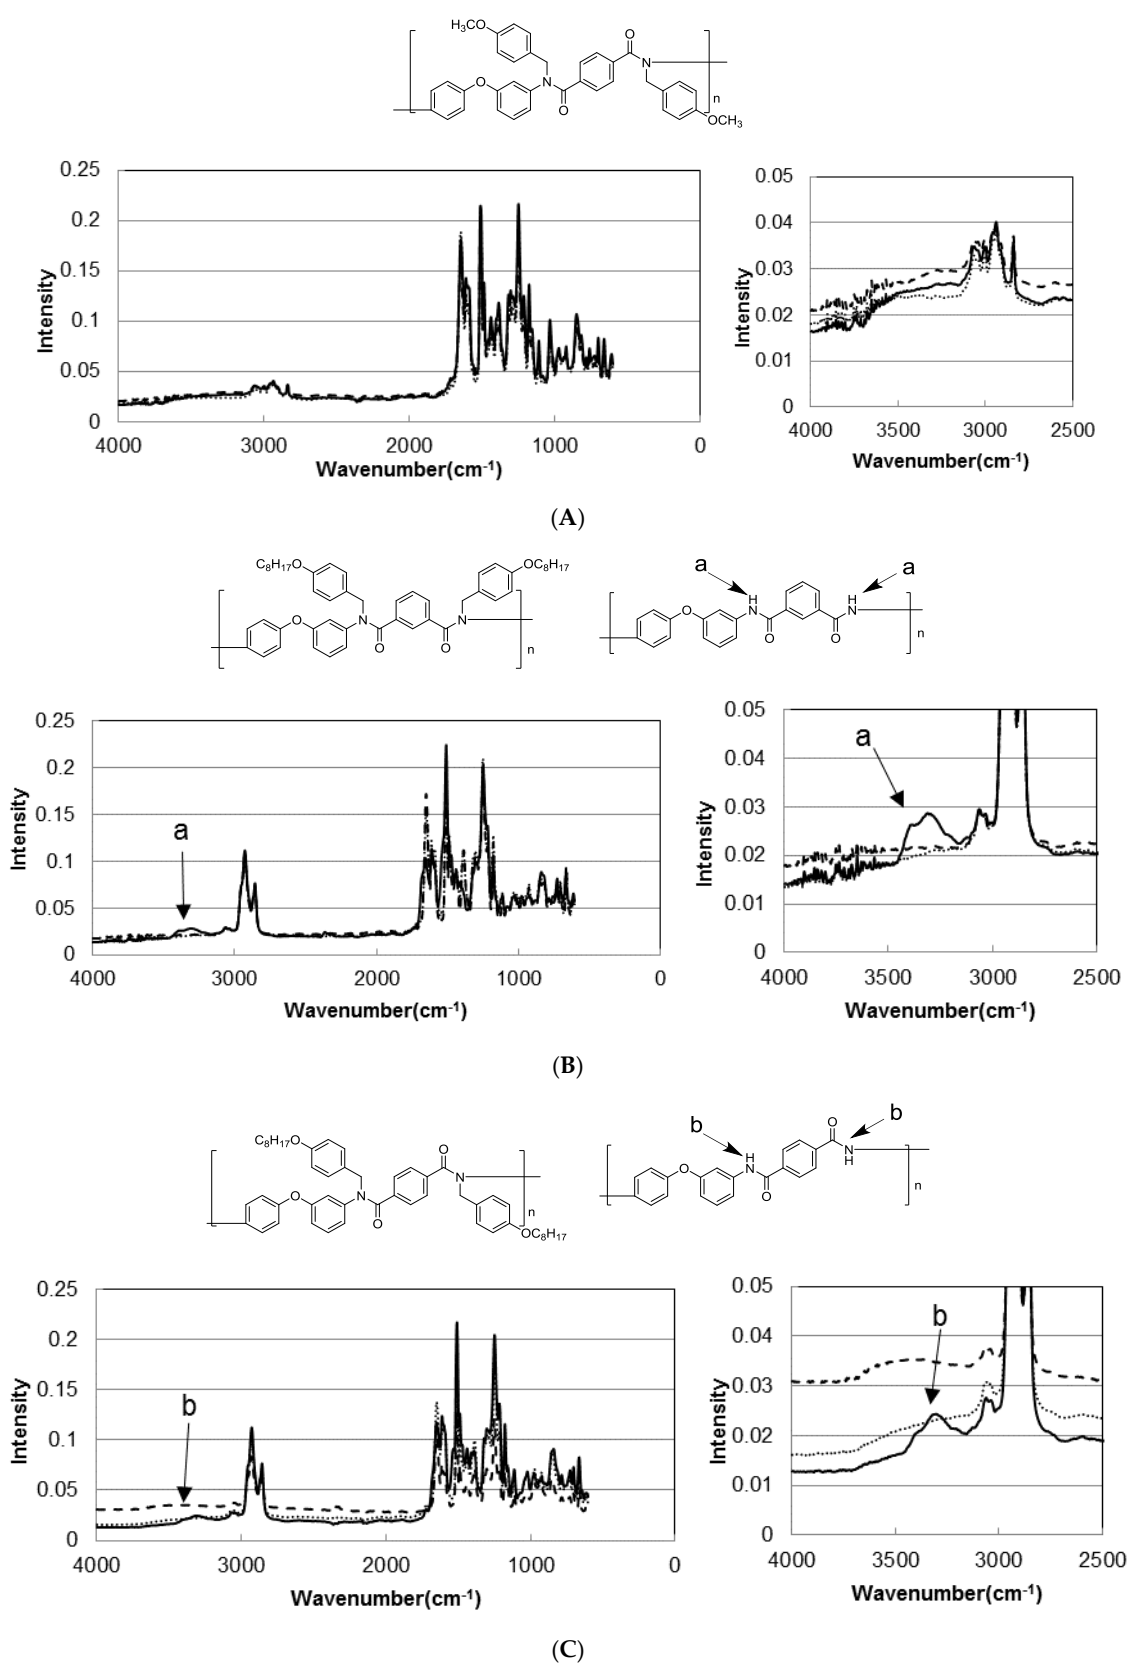 H₃CO
O
O
N
N
n
O
OCH₃
0.25
0.2
0.15
0.1
0.05
0
4000 3000 2000 1000 0
Intensity
Wavenumber(cm⁻¹)
0.05
0.04
0.03
0.02
0.01
0
4000 3500 3000 2500
Intensity
Wavenumber(cm⁻¹)
(A)
C₈H₁₇O
OC₈H₁₇
O
N
N
O
O
n
a
a
O
H
N
H
N
O
O
n
0.25
0.2
0.15
0.1
0.05
0
a
4000 3000 2000 1000 0
Intensity
Wavenumber(cm⁻¹)
0.05
0.04
0.03
0.02
0.01
0
a
4000 3500 3000 2500
Intensity
Wavenumber(cm⁻¹)
(B)
C₈H₁₇O
O
O
N
N
O
n
OC₈H₁₇
b
b
O
O
H
N
N
H
O
n
0.25
0.2
0.15
0.1
0.05
0
b
4000 3000 2000 1000 0
Intensity
Wavenumber(cm⁻¹)
0.05
0.04
0.03
0.02
0.01
0
b
4000 3500 3000 2500
Intensity
Wavenumber(cm⁻¹)
(C)